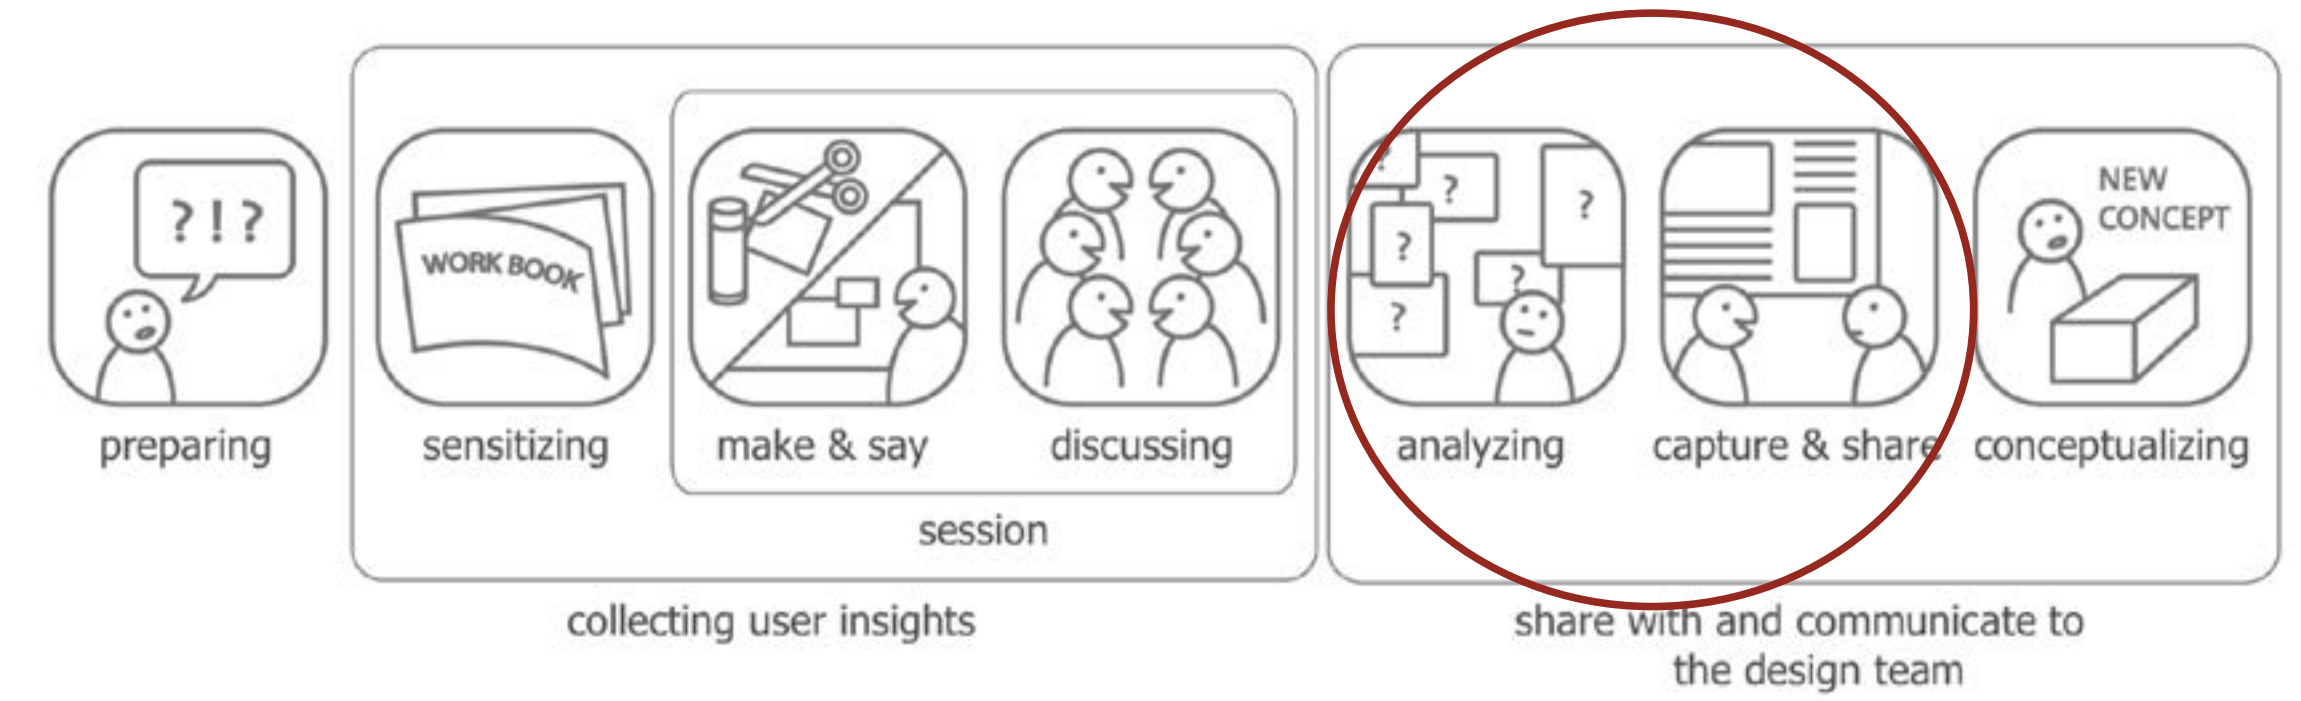 ? ! ?
preparing
WORK BOOK
sensitizing
make & say
discussing
session
collecting user insights
?
?
?
?
?
?
analyzing
capture & share
NEW
CONCEPT
conceptualizing
share with and communicate to
the design team